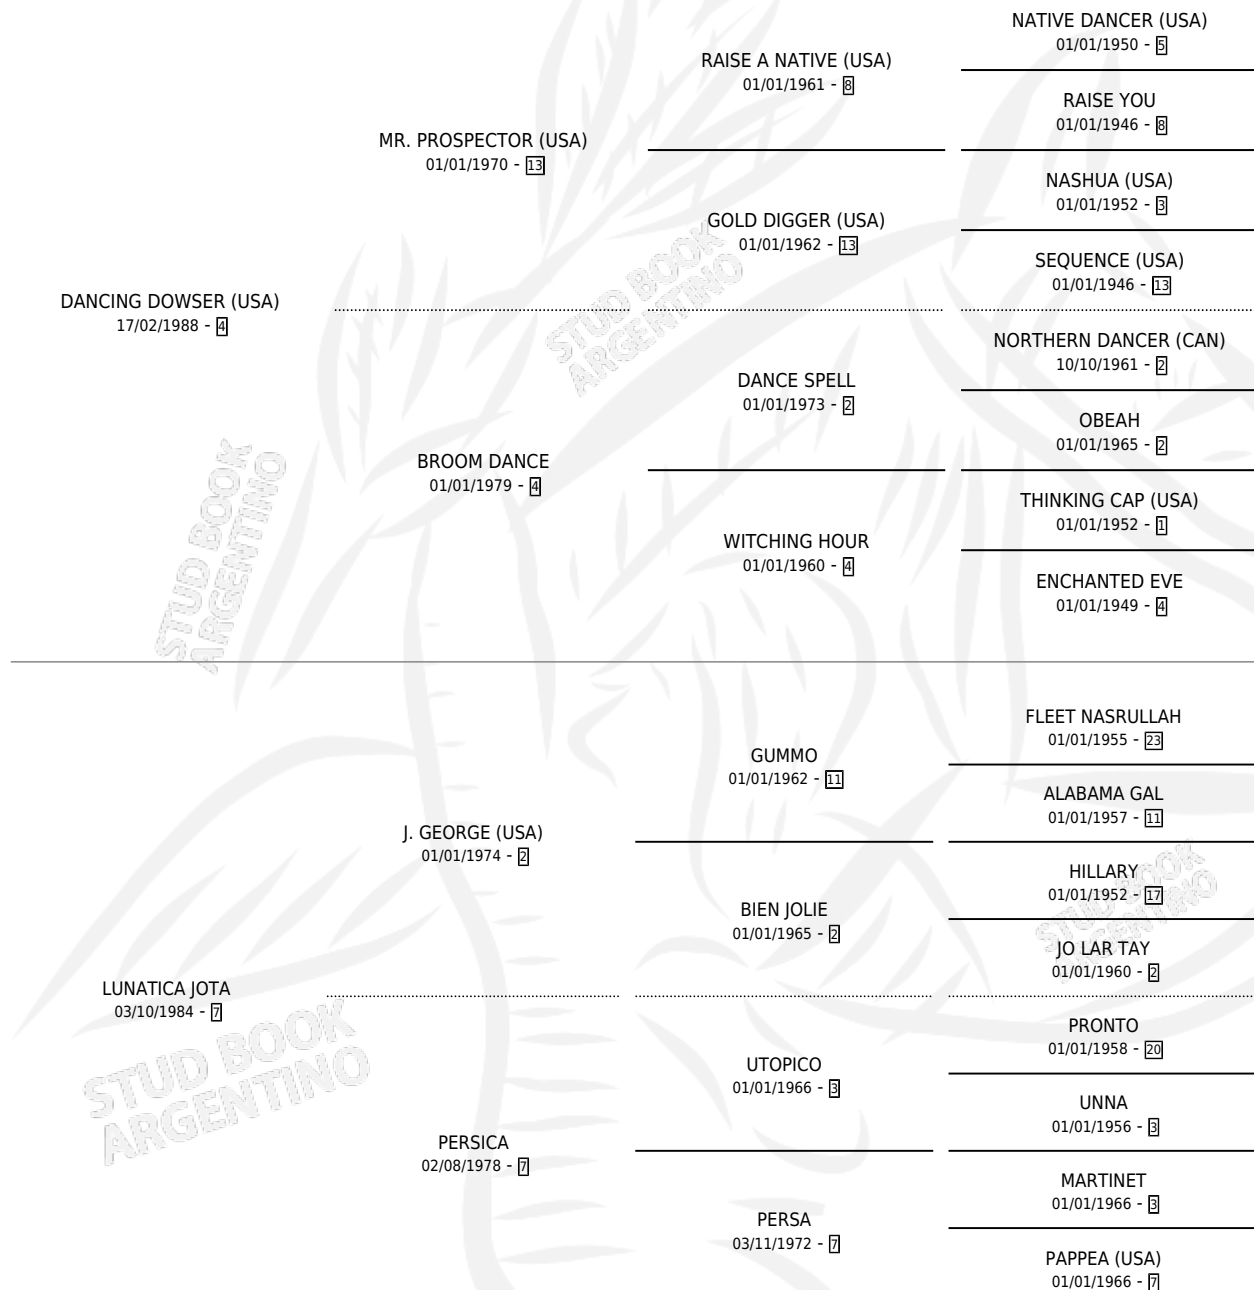 NATIVE DANCER (USA)
01/01/1950 - 5
RAISE A NATIVE (USA)
01/01/1961 - 8
RAISE YOU
01/01/1946 - 8
MR. PROSPECTOR (USA)
01/01/1970 - 13
NASHUA (USA)
01/01/1952 - 3
GOLD DIGGER (USA)
01/01/1962 - 13
SEQUENCE (USA)
01/01/1946 - 13
DANCING DOWSER (USA)
17/02/1988 - 4
NORTHERN DANCER (CAN)
10/10/1961 - 2
DANCE SPELL
01/01/1973 - 2
OBEAH
01/01/1965 - 2
BROOM DANCE
01/01/1979 - 4
THINKING CAP (USA)
01/01/1952 - 1
WITCHING HOUR
01/01/1960 - 4
ENCHANTED EVE
01/01/1949 - 4
FLEET NASRULLAH
01/01/1955 - 23
GUMMO
01/01/1962 - 11
ALABAMA GAL
01/01/1957 - 11
J. GEORGE (USA)
01/01/1974 - 2
HILLARY
01/01/1952 - 17
BIEN JOLIE
01/01/1965 - 2
JO LAR TAY
01/01/1960 - 2
LUNATICA JOTA
03/10/1984 - 7
PRONTO
01/01/1958 - 20
UTOPICO
01/01/1966 - 3
UNNA
01/01/1956 - 3
PERSICA
02/08/1978 - 7
MARTINET
01/01/1966 - 3
PERSA
03/11/1972 - 7
PAPPEA (USA)
01/01/1966 - 7
STUD BOOK
ARGENTINO
STUD BOOK
ARGENTINO
STUD BOOK
ARGENTINO
STUD BOOK
ARGENTINO